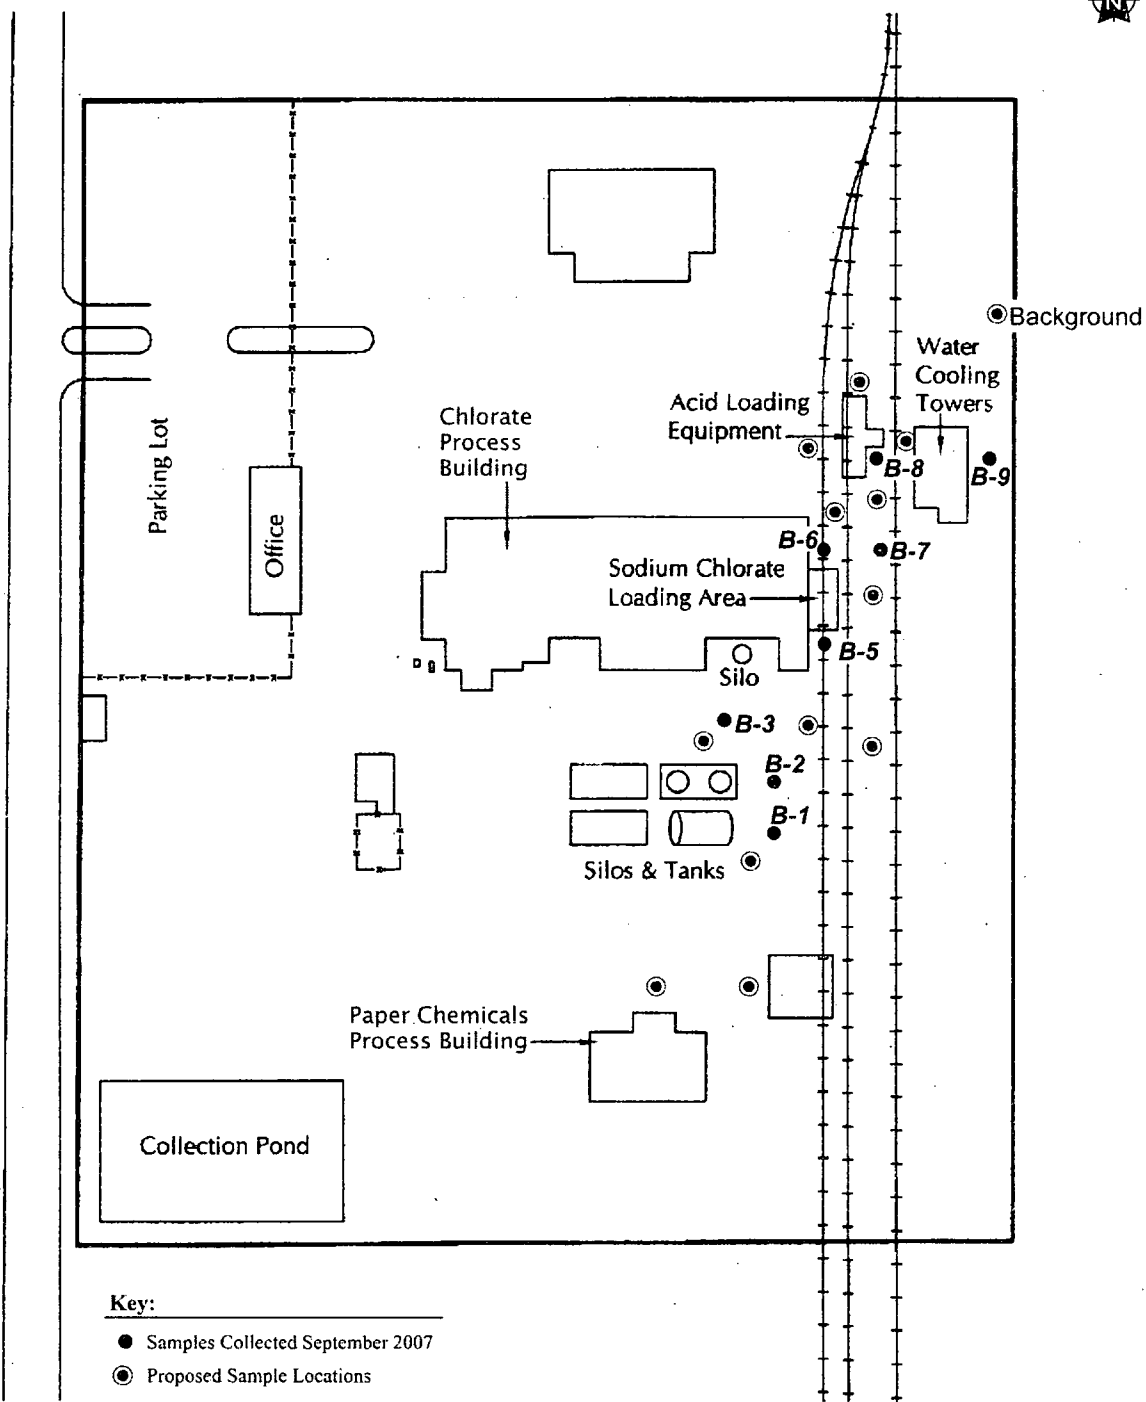 N
Background
Water
Cooling
Towers
Acid Loading
Equipment
Chlorate
Process
Building
Parking Lot
B-8
B-9
Office
B-6
B-7
Sodium Chlorate
Loading Area
B-5
Silo
B-3
B-2
B-1
Silos & Tanks
Paper Chemicals
Process Building
Collection Pond
Key:
Samples Collected September 2007
Proposed Sample Locations